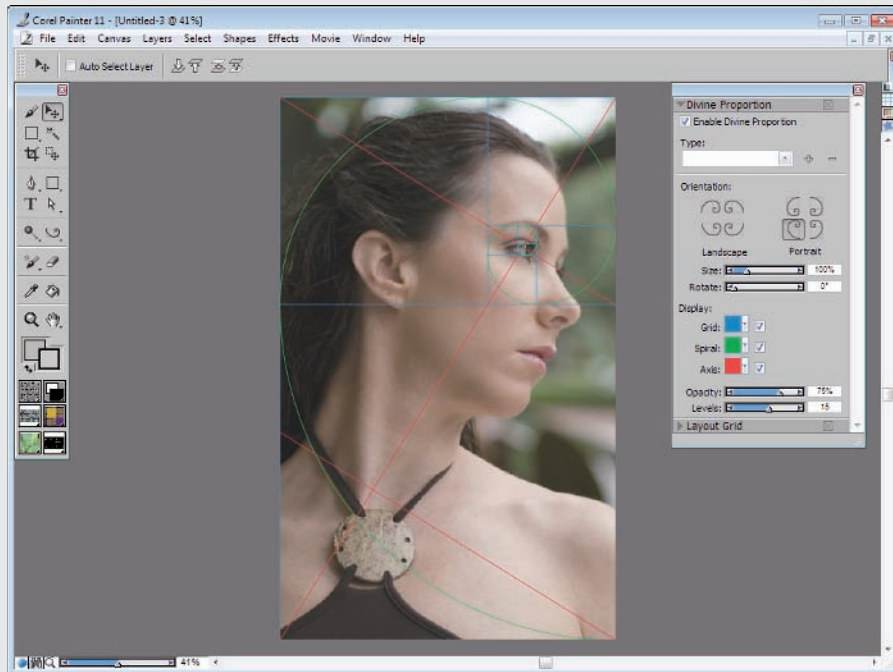 Corel Painter 11 - [Untitled-3 @ 41%]
File Edit Canvas Layers Select Shapes Effects Movie Window Help
Auto Select Layer
Divine Proportion
Enable Divine Proportion
Type:
Orientation:
Landscape Portrait
Size: 100%
Rotate: 0°
Display:
Grid:
Spiral:
Axis:
Opacity: 75%
Levels: 15
Layout Grid
T
41%